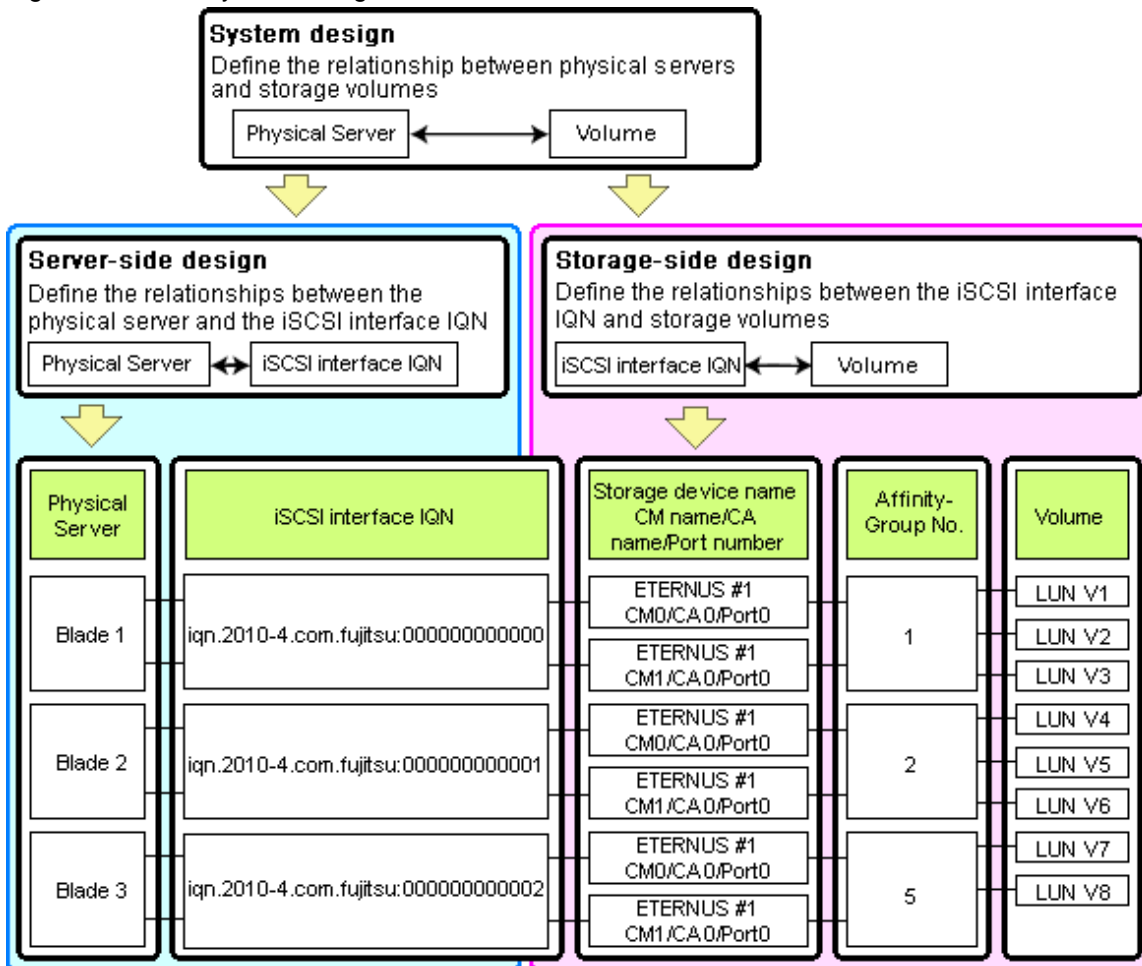 System design
Define the relationship between physical servers
and storage volumes
Physical Server
Volume
Server-side design
Define the relationships between the
physical server and the iSCSI interface IQN
Physical Server
iSCSI interface IQN
Storage-side design
Define the relationships between the iSCSI interface
IQN and storage volumes
iSCSI interface IQN
Volume
Physical
Server
iSCSI interface IQN
Storage device name
CM name/CA
name/Port number
Affinity-
Group No.
Volume
Blade 1
iqn.2010-4.com.fujitsu:000000000000
ETERNUS #1
CM0/CA0/Port0
ETERNUS #1
CM1/CA0/Port0
1
LUN V1
LUN V2
LUN V3
Blade 2
iqn.2010-4.com.fujitsu:000000000001
ETERNUS #1
CM0/CA0/Port0
ETERNUS #1
CM1/CA0/Port0
2
LUN V4
LUN V5
LUN V6
Blade 3
iqn.2010-4.com.fujitsu:000000000002
ETERNUS #1
CM0/CA0/Port0
ETERNUS #1
CM1/CA0/Port0
5
LUN V7
LUN V8